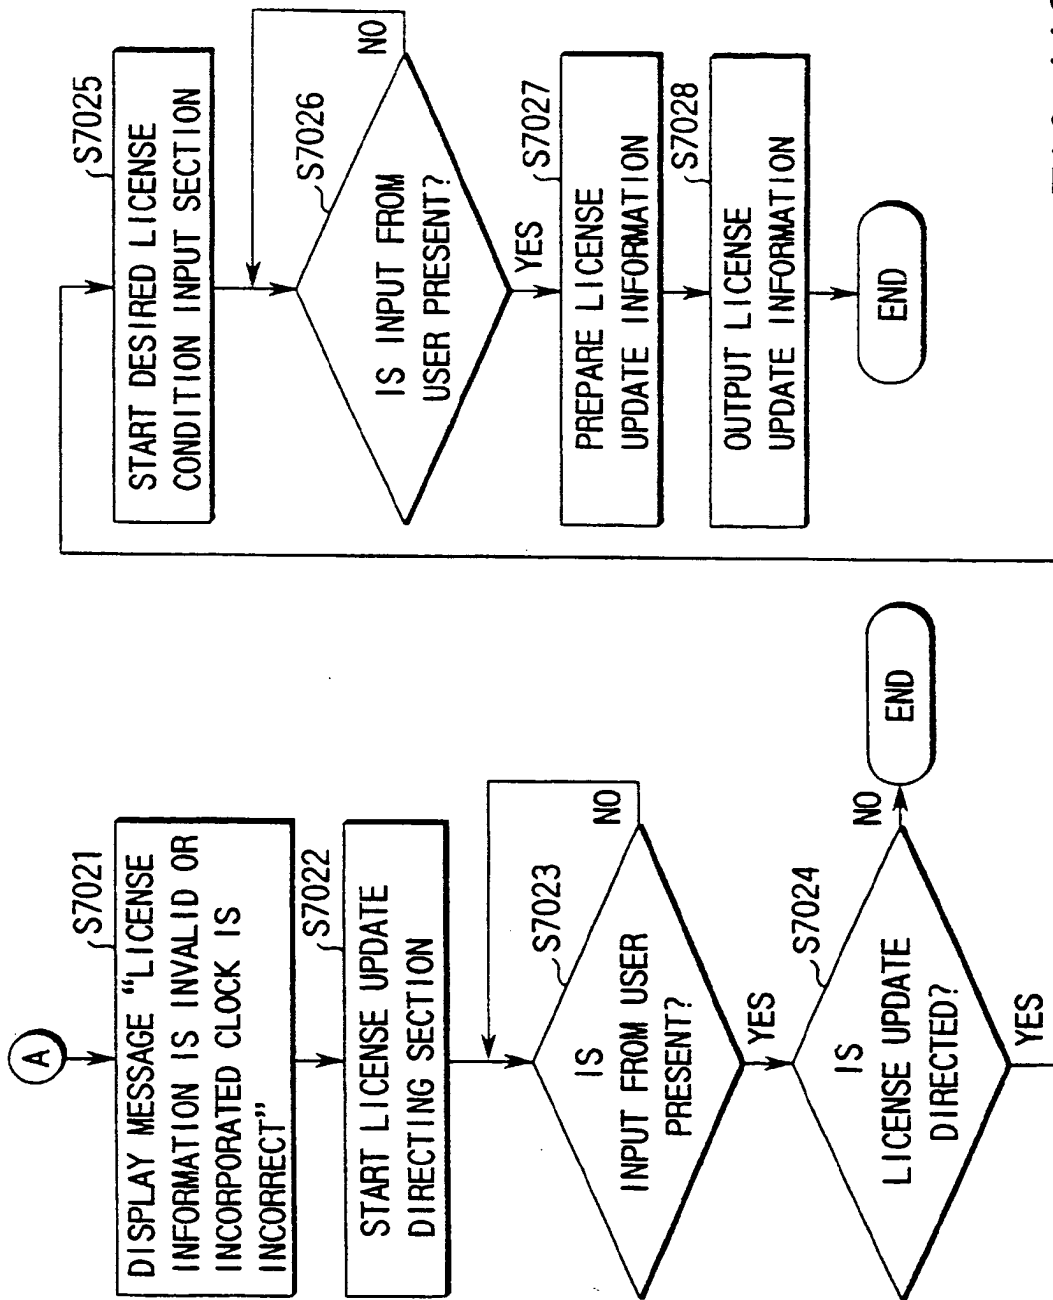 A
S7021
DISPLAY MESSAGE “LICENSE
INFORMATION IS INVALID OR
INCORPORATED CLOCK IS
INCORRECT”
S7022
START LICENSE UPDATE
DIRECTING SECTION
S7023
IS
INPUT FROM USER
PRESENT?
NO
YES
S7024
IS
LICENSE UPDATE
DIRECTED?
NO
END
YES
S7025
START DESIRED LICENSE
CONDITION INPUT SECTION
S7026
IS INPUT FROM
USER PRESENT?
NO
YES
S7027
PREPARE LICENSE
UPDATE INFORMATION
S7028
OUTPUT LICENSE
UPDATE INFORMATION
END